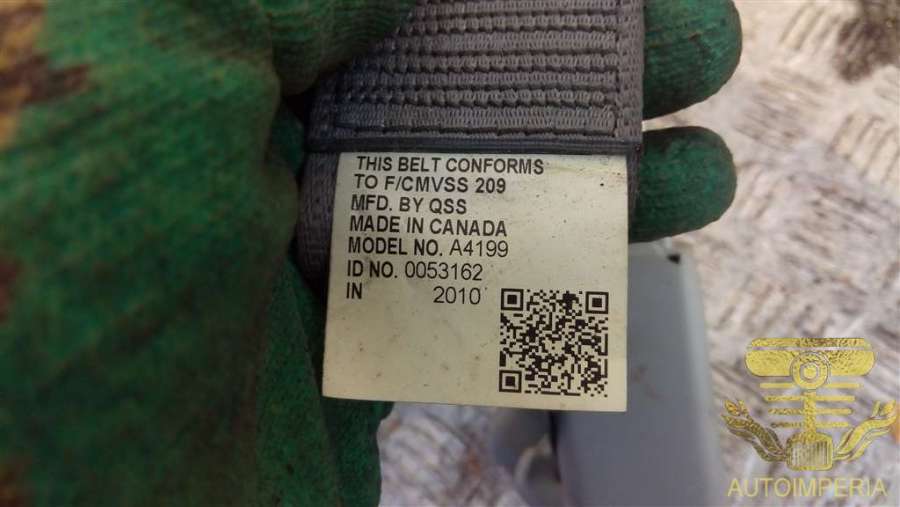 THIS BELT CONFORMS
TO F/CMVSS 209
MFD. BY QSS
MADE IN CANADA
MODEL NO. A4199
ID NO. 0053162
IN 2010
AUTOIMPERIA